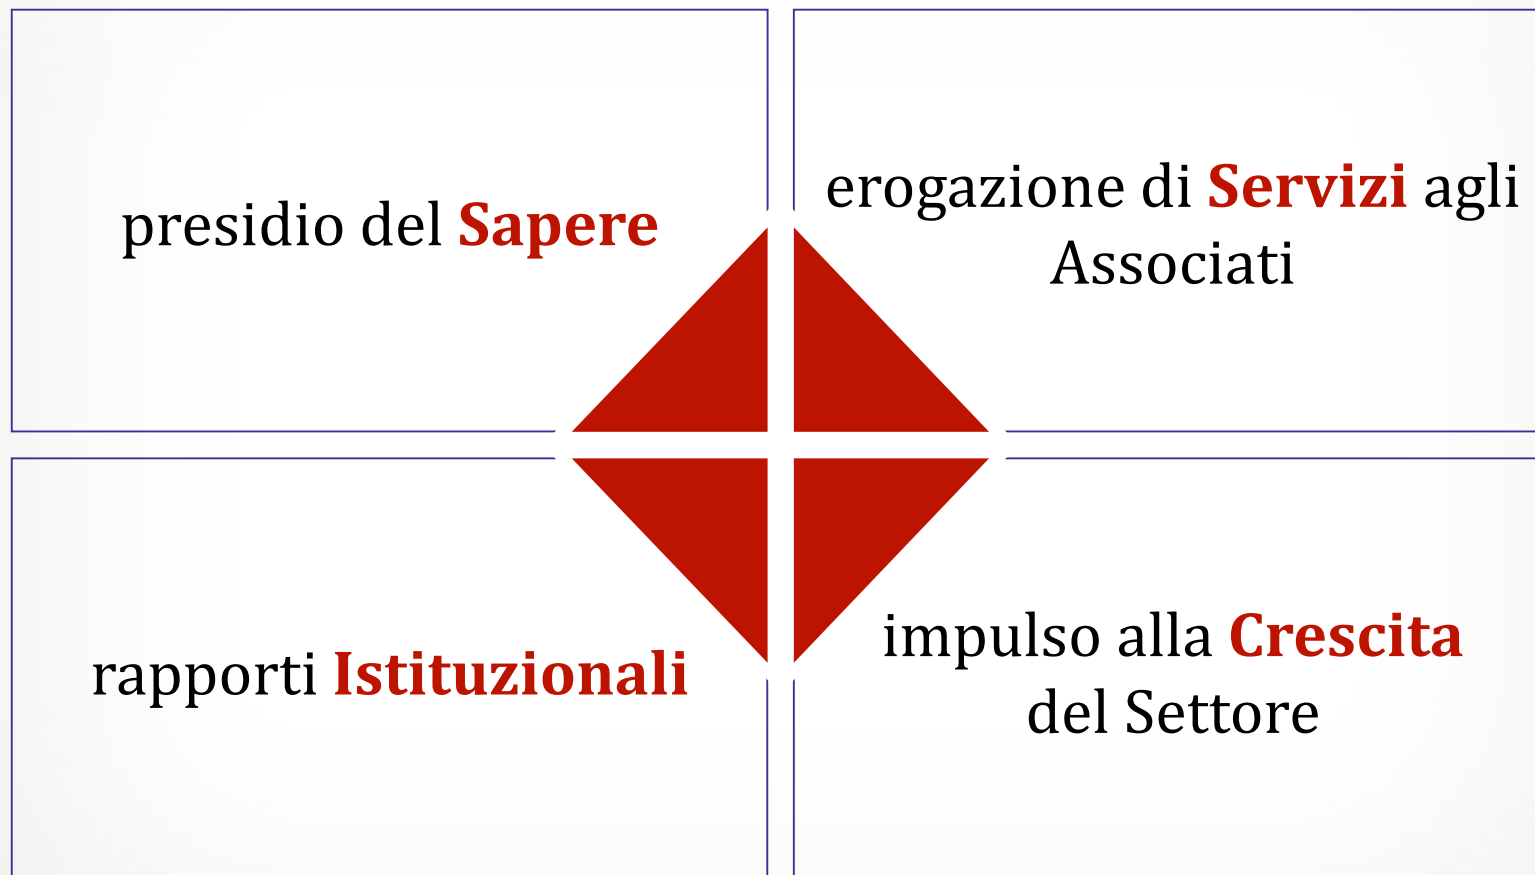 presidio del Sapere
erogazione di Servizi agli
Associati
rapporti Istituzionali
impulso alla Crescita
del Settore